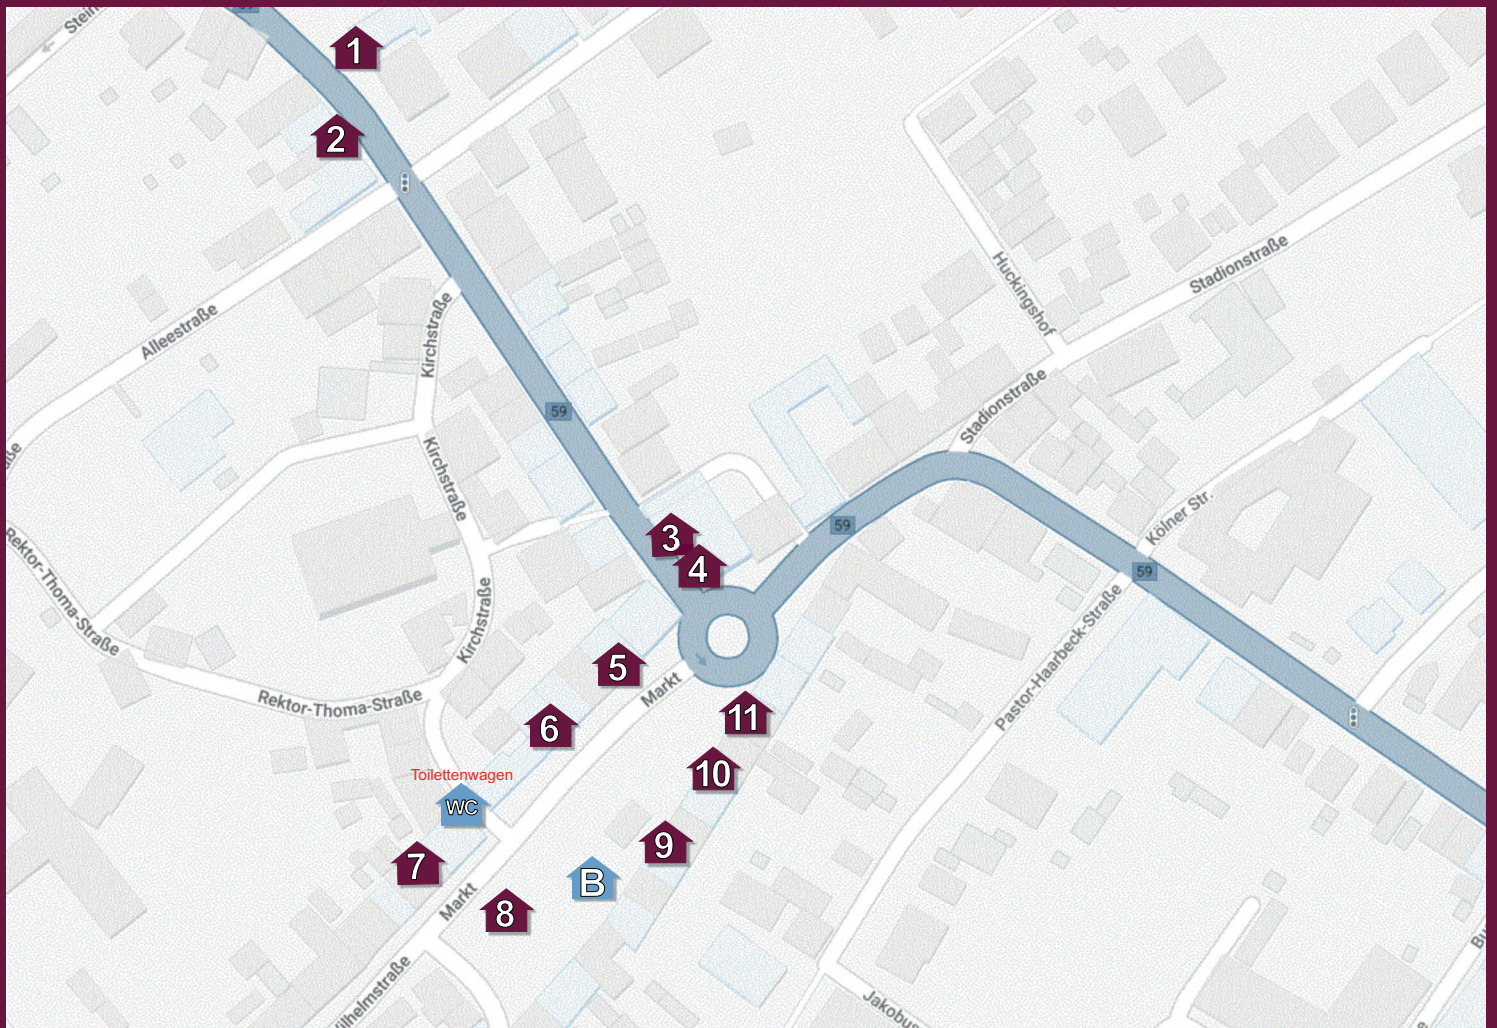 1
2
Alleestraße
Kirchstraße
Huckingshof
Stadionstraße
59
Kirchstraße
Stadionstraße
Rektor-Thoma-Straße
59
Kölner Str.
3
4
59
Kirchstraße
Pastor-Haarbeck-Straße
5
Markt
Rektor-Thoma-Straße
6
11
10
Toilettenwagen
WC
9
7
B
Markt
8